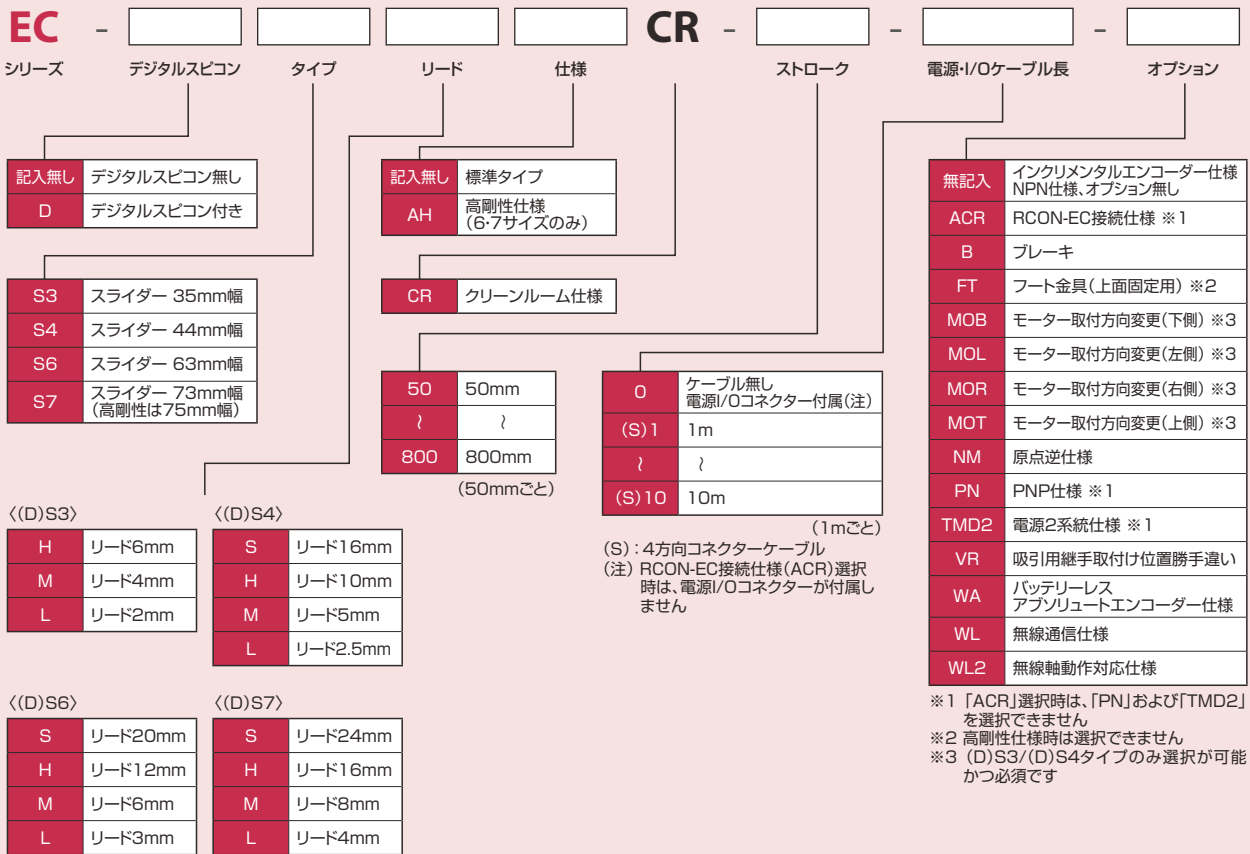 EC - CR - - -
シリーズ デジタルスピコン タイプ リード 仕様 ストローク 電源・I/Oケーブル長 オプション
記入無し デジタルスピコン無し
D デジタルスピコン付き
S3 スライダー 35mm幅
S4 スライダー 44mm幅
S6 スライダー 63mm幅
S7 スライダー 73mm幅
(高剛性は75mm幅)
〈(D)S3〉
H リード6mm
M リード4mm
L リード2mm
〈(D)S4〉
S リード16mm
H リード10mm
M リード5mm
L リード2.5mm
〈(D)S6〉
S リード20mm
H リード12mm
M リード6mm
L リード3mm
〈(D)S7〉
S リード24mm
H リード16mm
M リード8mm
L リード4mm
記入無し 標準タイプ
AH 高剛性仕様
(6・7サイズのみ)
CR クリーンルーム仕様
50 50mm
～ ～
800 800mm
(50mmごと)
0 ケーブル無し
電源I/Oコネクター付属(注)
(S)1 1m
～ ～
(S)10 10m
(1mごと)
(S):4方向コネクターケーブル
(注) RCON-EC接続仕様(ACR)選択
時は、電源I/Oコネクターが付属し
ません
無記入 インクリメンタルエンコーダー仕様
NPN仕様、オプション無し
ACR RCON-EC接続仕様 ※1
B ブレーキ
FT フート金具(上面固定用) ※2
MOB モーター取付方向変更(下側) ※3
MOL モーター取付方向変更(左側) ※3
MOR モーター取付方向変更(右側) ※3
MOT モーター取付方向変更(上側) ※3
NM 原点逆仕様
PN PNP仕様 ※1
TMD2 電源2系統仕様 ※1
VR 吸引用継手取付け位置勝手違い
WA バッテリーレス
アブソリュートエンコーダー仕様
WL 無線通信仕様
WL2 無線軸動作対応仕様
※1 「ACR」選択時は、「PN」および「TMD2」
を選択できません
※2 高剛性仕様時は選択できません
※3 (D)S3/(D)S4タイプのみ選択が可能
かつ必須です